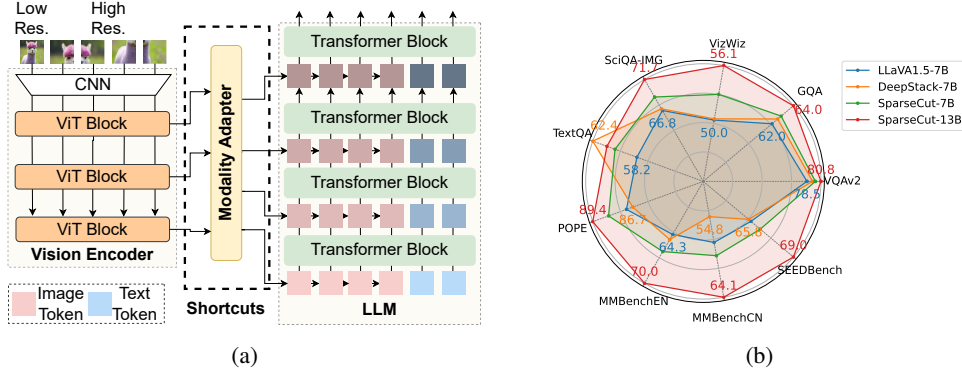 Low
Res.
High
Res.
CNN
ViT Block
ViT Block
ViT Block
Vision Encoder
Image
Token
Text
Token
Modality Adapter
Shortcuts
Transformer Block
Transformer Block
Transformer Block
Transformer Block
LLM
(a)
VizWiz
56.1
SciQA-IMG
71.7
GQA
64.0
TextQA
62.4
66.8
50.0
62.0
58.2
80.8
VQAv2
78.5
89.4
POPE
86.7
64.3
54.8
65.8
69.0
SEEDBench
70.0
MMBenchEN
64.1
MMBenchCN
LLaVA1.5-7B
DeepStack-7B
SparseCut-7B
SparseCut-13B
(b)